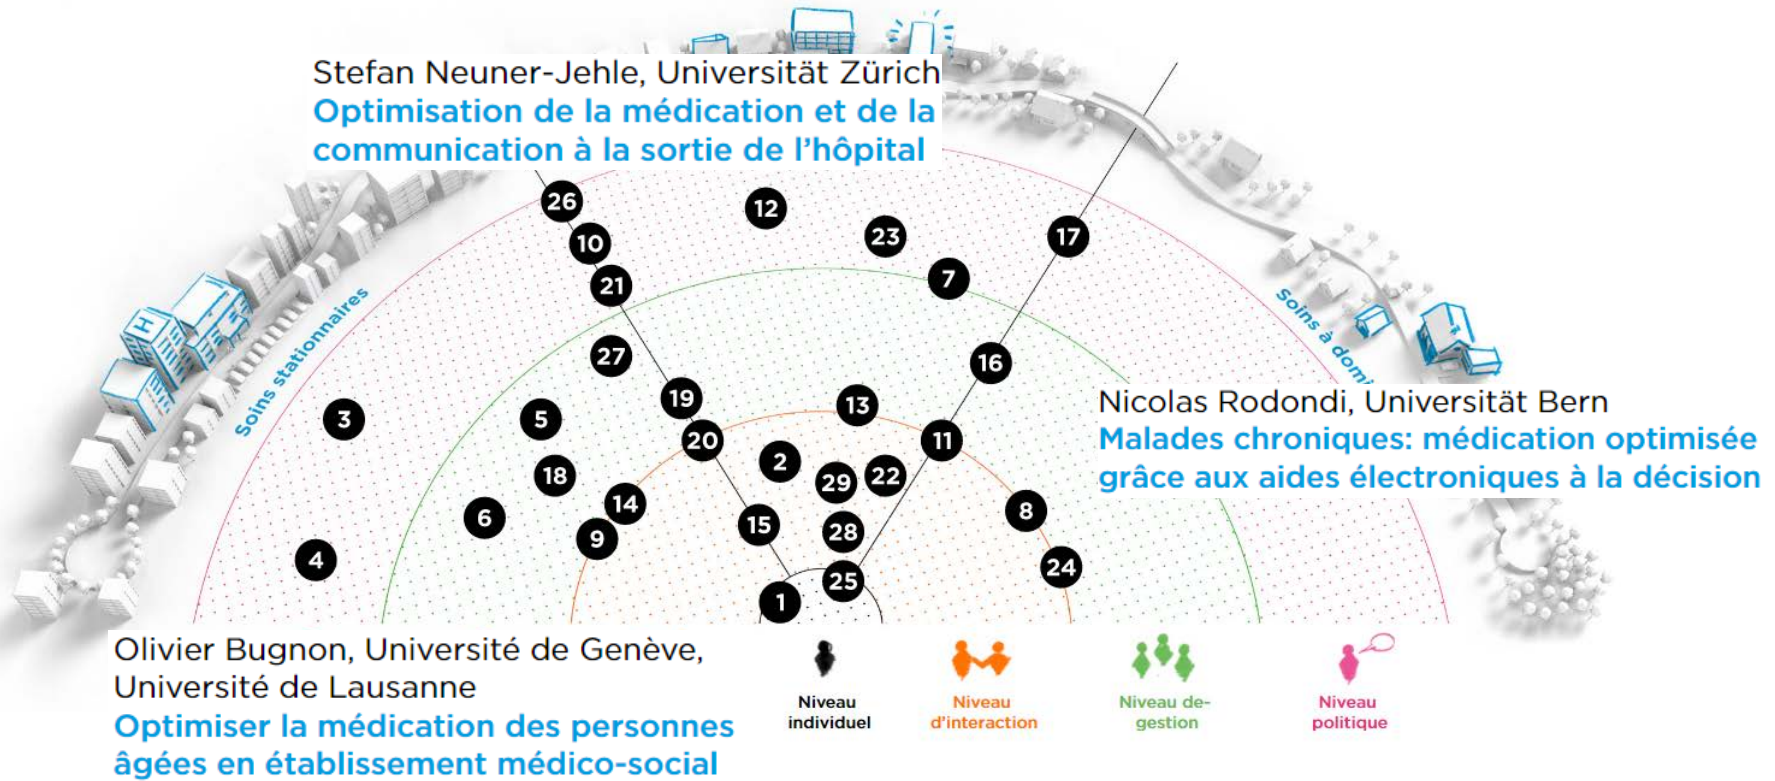 Stefan Neuner-Jehle, Universität Zürich
Optimisation de la médication et de la
communication à la sortie de l'hôpital
26
12
10
23
17
21
7
Soins stationnaires
Soins à domi
H
27
16
19
3
5
13
20
11
Nicolas Rodondi, Universität Bern
Malades chroniques: médication optimisée
grâce aux aides électroniques à la décision
2
18
29
22
14
6
8
15
28
9
4
24
25
1
Olivier Bugnon, Université de Genève,
Université de Lausanne
Optimiser la médication des personnes
âgées en établissement médico-social
Niveau
individuel
Niveau
d'interaction
Niveau de-
gestion
Niveau
politique